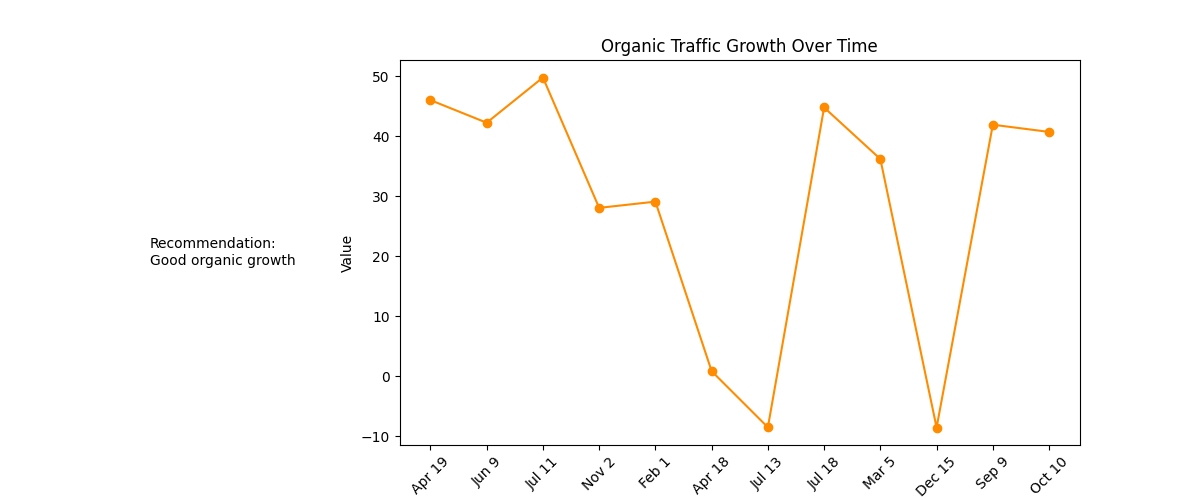 Organic Traffic Growth Over Time
Recommendation:
Good organic growth
Value
50
40
30
20
10
0
−10
Apr 19
Jun 9
Jul 11
Nov 2
Feb 1
Apr 18
Jul 13
Jul 18
Mar 5
Dec 15
Sep 9
Oct 10